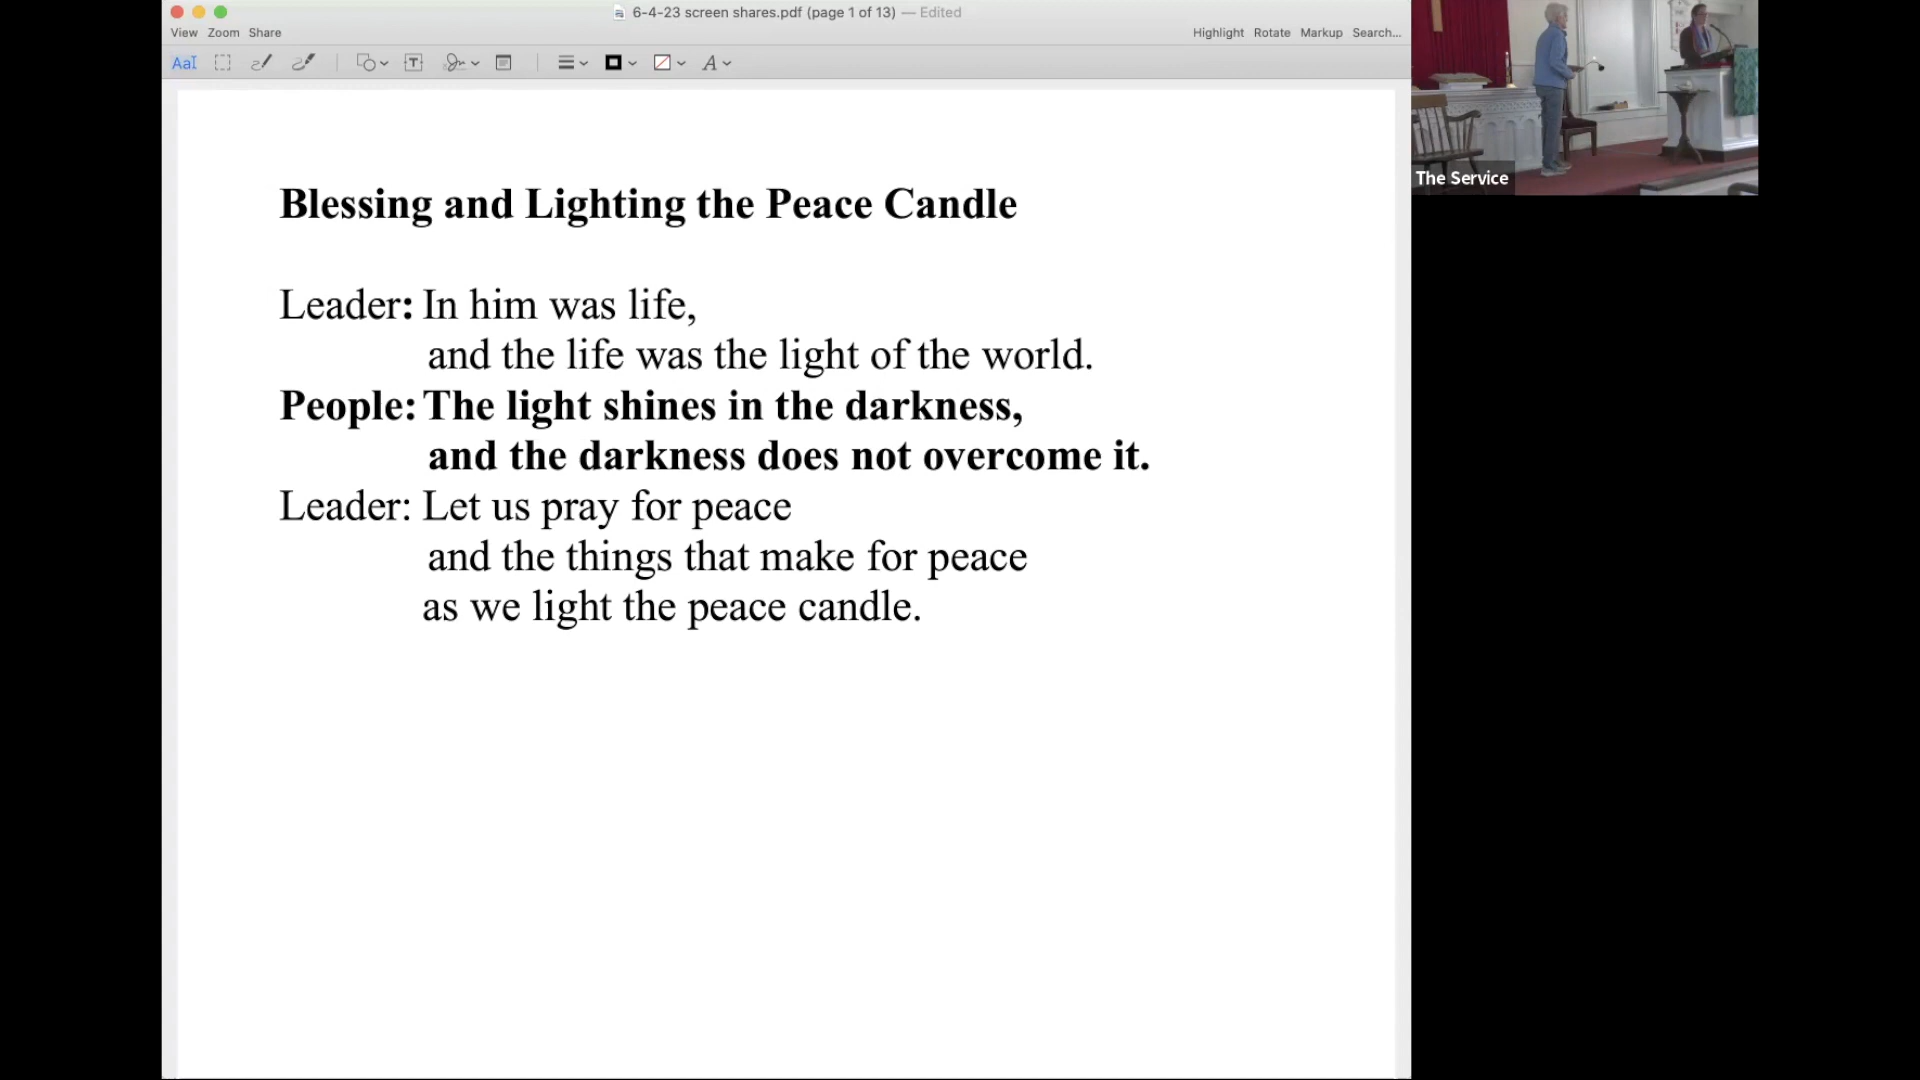 6-4-23 screen shares.pdf (page 1 of 13) — Edited
View Zoom Share
Highlight Rotate Markup Search...
AaI
T
A
Blessing and Lighting the Peace Candle
Leader: In him was life,
and the life was the light of the world.
People: The light shines in the darkness,
and the darkness does not overcome it.
Leader: Let us pray for peace
and the things that make for peace
as we light the peace candle.
The Service